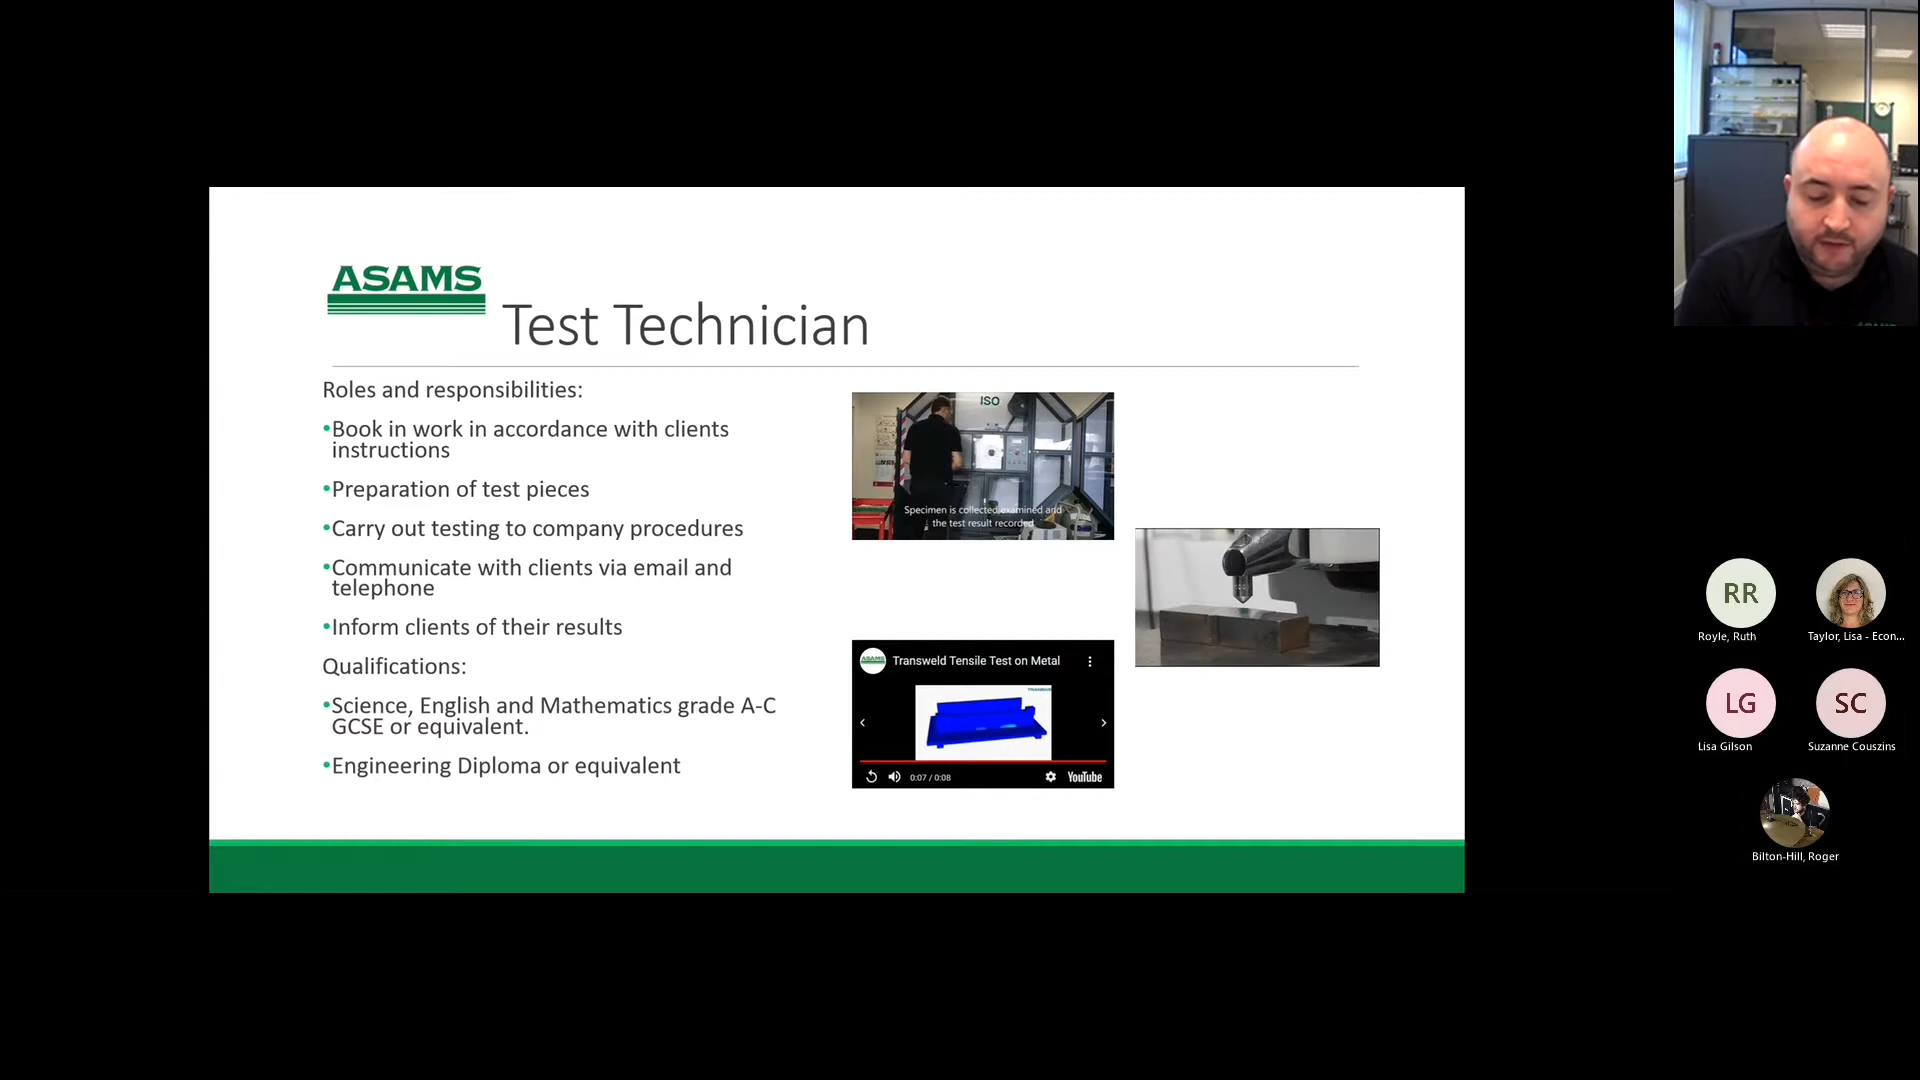 ASAMS
Test Technician
Roles and responsibilities:
•Book in work in accordance with clients
instructions
•Preparation of test pieces
•Carry out testing to company procedures
•Communicate with clients via email and
telephone
•Inform clients of their results
Qualifications:
•Science, English and Mathematics grade A-C
GCSE or equivalent.
•Engineering Diploma or equivalent
ISO
Specimen is collected,examined and
the test result recorded
ASAMS
Transweld Tensile Test on Metal
0:07 / 0:08
YouTube
RR
Royle, Ruth
Taylor, Lisa - Econ...
LG
Lisa Gilson
SC
Suzanne Couszins
Bilton-Hill, Roger